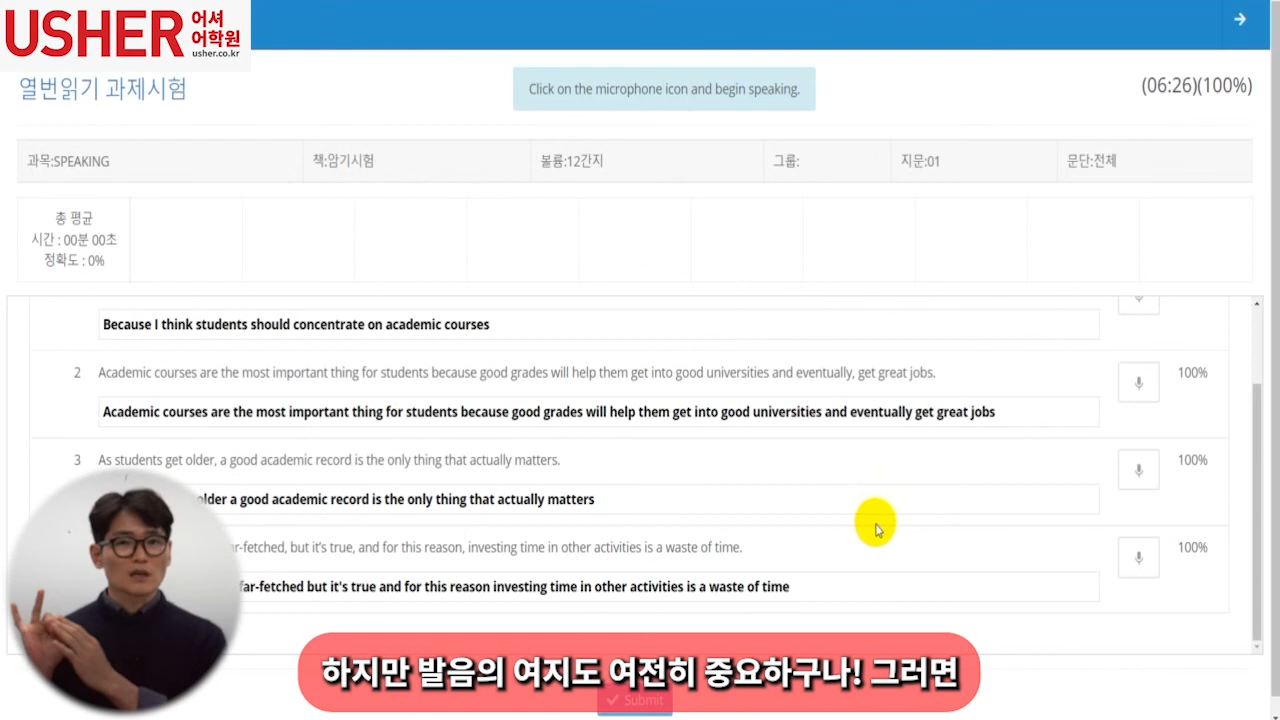 USHER 어셔
어학원
usher.co.kr
열번읽기 과제시험
Click on the microphone icon and begin speaking.
(06:26)(100%)
과목:SPEAKING 책:암기시험 볼륨:12간지 그룹: 지문:01 문단:전체
총 평균
시간 : 00분 00초
정확도 : 0%
Because I think students should concentrate on academic courses
2 Academic courses are the most important thing for students because good grades will help them get into good universities and eventually, get great jobs. 100%
Academic courses are the most important thing for students because good grades will help them get into good universities and eventually get great jobs
3 As students get older, a good academic record is the only thing that actually matters. 100%
older a good academic record is the only thing that actually matters
far-fetched, but it's true, and for this reason, investing time in other activities is a waste of time. 100%
far-fetched but it's true and for this reason investing time in other activities is a waste of time
하지만 발음의 여지도 여전히 중요하구나! 그러면
Submit